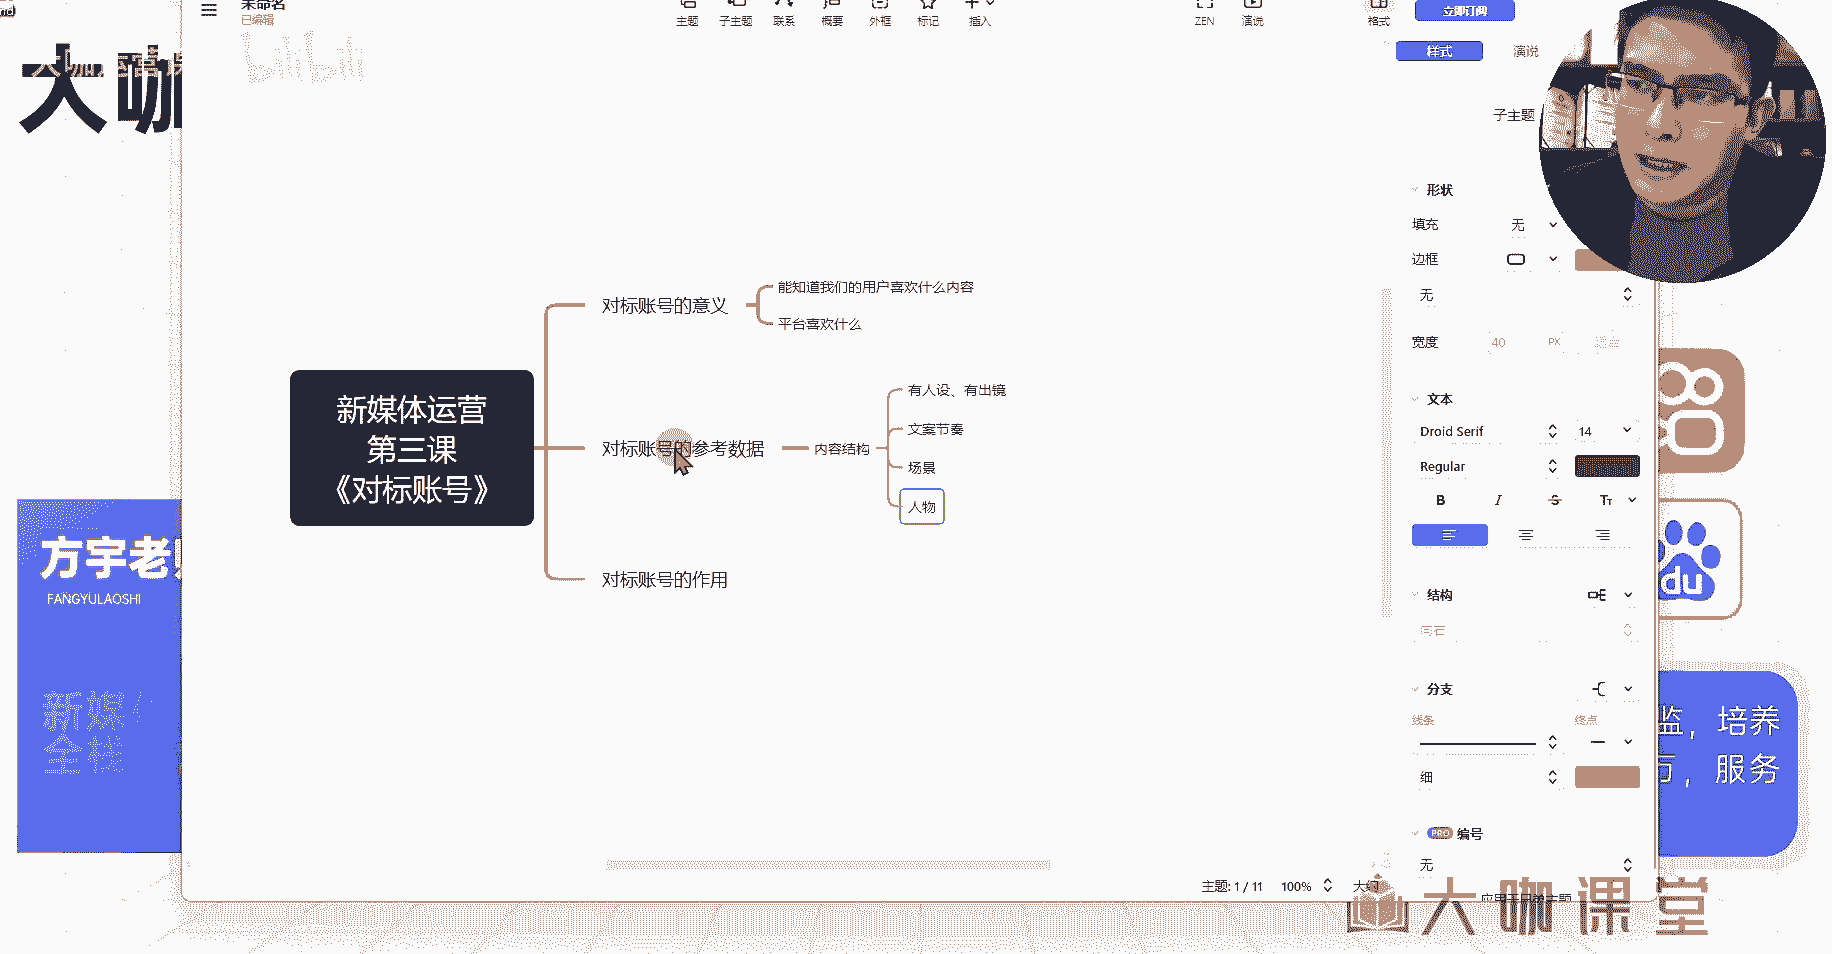 未命名
已编辑
主题
子主题
联系
概要
外框
标记
插入
ZEN
演说
格式
立即订阅
bilibili
样式
演说
大咖
子主题
形状
填充
无
边框
无
宽度
40
PX
能知道我们的用户喜欢什么内容
对标账号的意义
平台喜欢什么
新媒体运营
第三课
《对标账号》
对标账号的参考数据
内容结构
有人设、有出镜
文案节奏
场景
人物
对标账号的作用
文本
Droid Serif
14
Regular
B
I
S
TT
结构
分支
线条
终点
细
PRO
编号
无
方宇老
FANGYULAOSHI
新媒
全栈
du
监，培养
万，服务
主题: 1 / 11
100%
大纲
大咖课堂